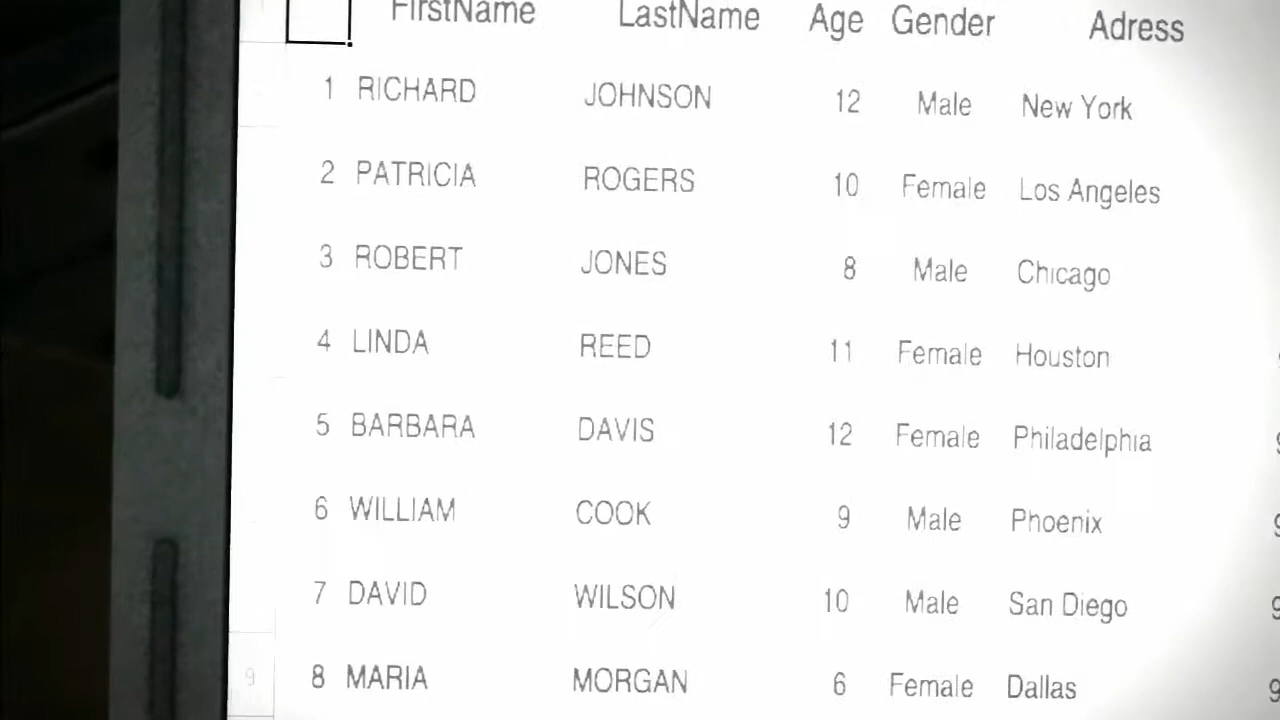 FirstName LastName Age Gender Adress
1 RICHARD JOHNSON 12 Male New York
2 PATRICIA ROGERS 10 Female Los Angeles
3 ROBERT JONES 8 Male Chicago
4 LINDA REED 11 Female Houston
5 BARBARA DAVIS 12 Female Philadelphia
6 WILLIAM COOK 9 Male Phoenix
7 DAVID WILSON 10 Male San Diego
9 8 MARIA MORGAN 6 Female Dallas